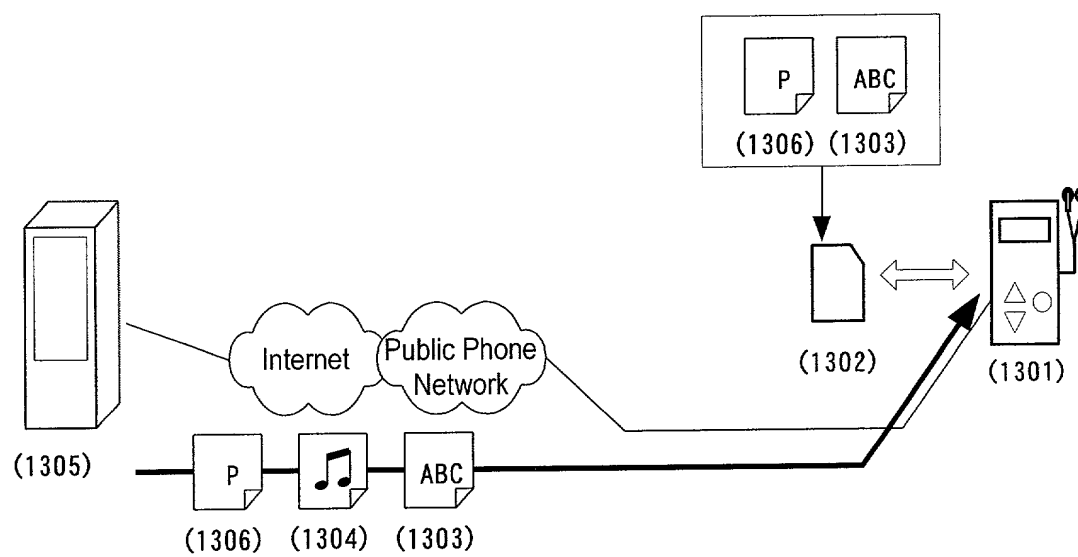 P ABC
(1306) (1303)
(1302)
(1301)
Internet
Public Phone
Network
(1305)
P ABC
(1306) (1304) (1303)